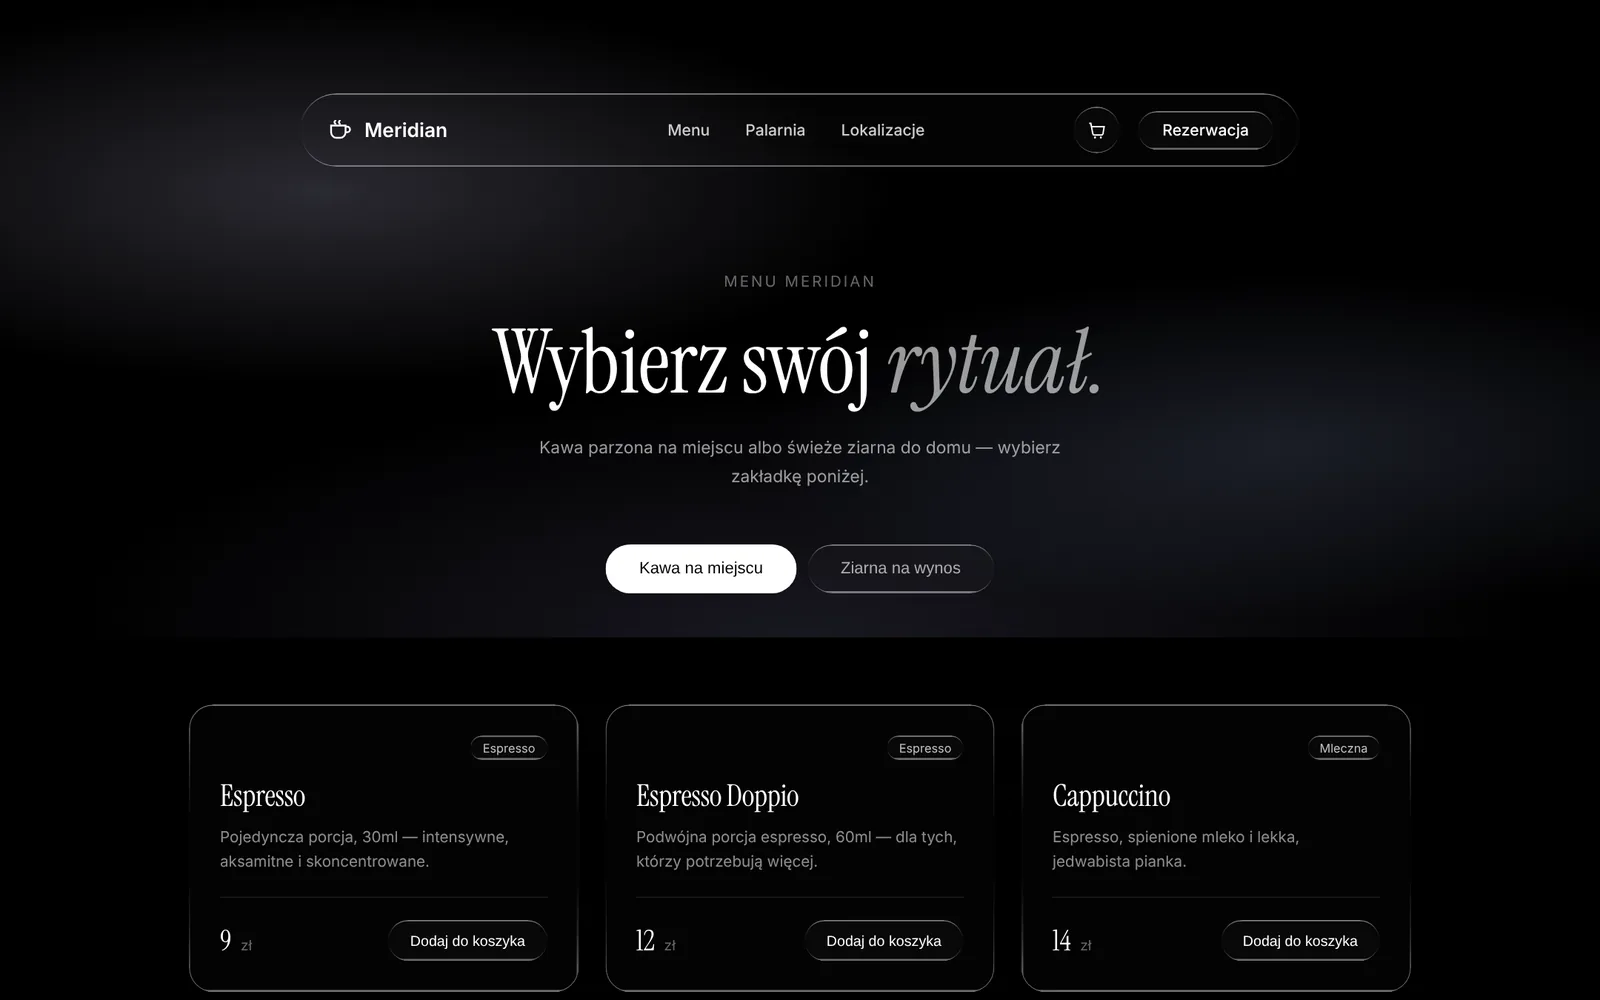 Meridian
Menu
Palarnia
Lokalizacje
Rezerwacja
MENU MERIDIAN
Wybierz swój rytuał.
Kawa parzona na miejscu albo świeże ziarna do domu — wybierz
zakładkę poniżej.
Kawa na miejscu
Ziarna na wynos
Espresso
Espresso
Pojedyncza porcja, 30ml — intensywne,
aksamitne i skoncentrowane.
9 zł
Dodaj do koszyka
Espresso
Espresso Doppio
Podwójna porcja espresso, 60ml — dla tych,
którzy potrzebują więcej.
12 zł
Dodaj do koszyka
Mleczna
Cappuccino
Espresso, spienione mleko i lekka,
jedwabista pianka.
14 zł
Dodaj do koszyka